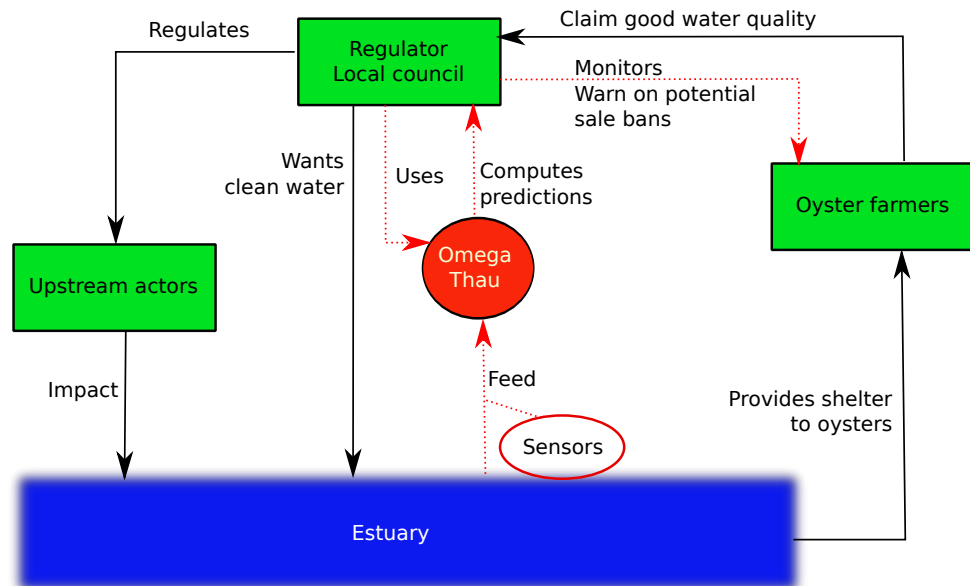 Claim good water quality
Regulates
Regulator
Local council
Monitors
Warn on potential
sale bans
Wants
clean water
Uses
Computes
predictions
Oyster farmers
Omega
Thau
Upstream actors
Impact
Feed
Provides shelter
to oysters
Sensors
Estuary